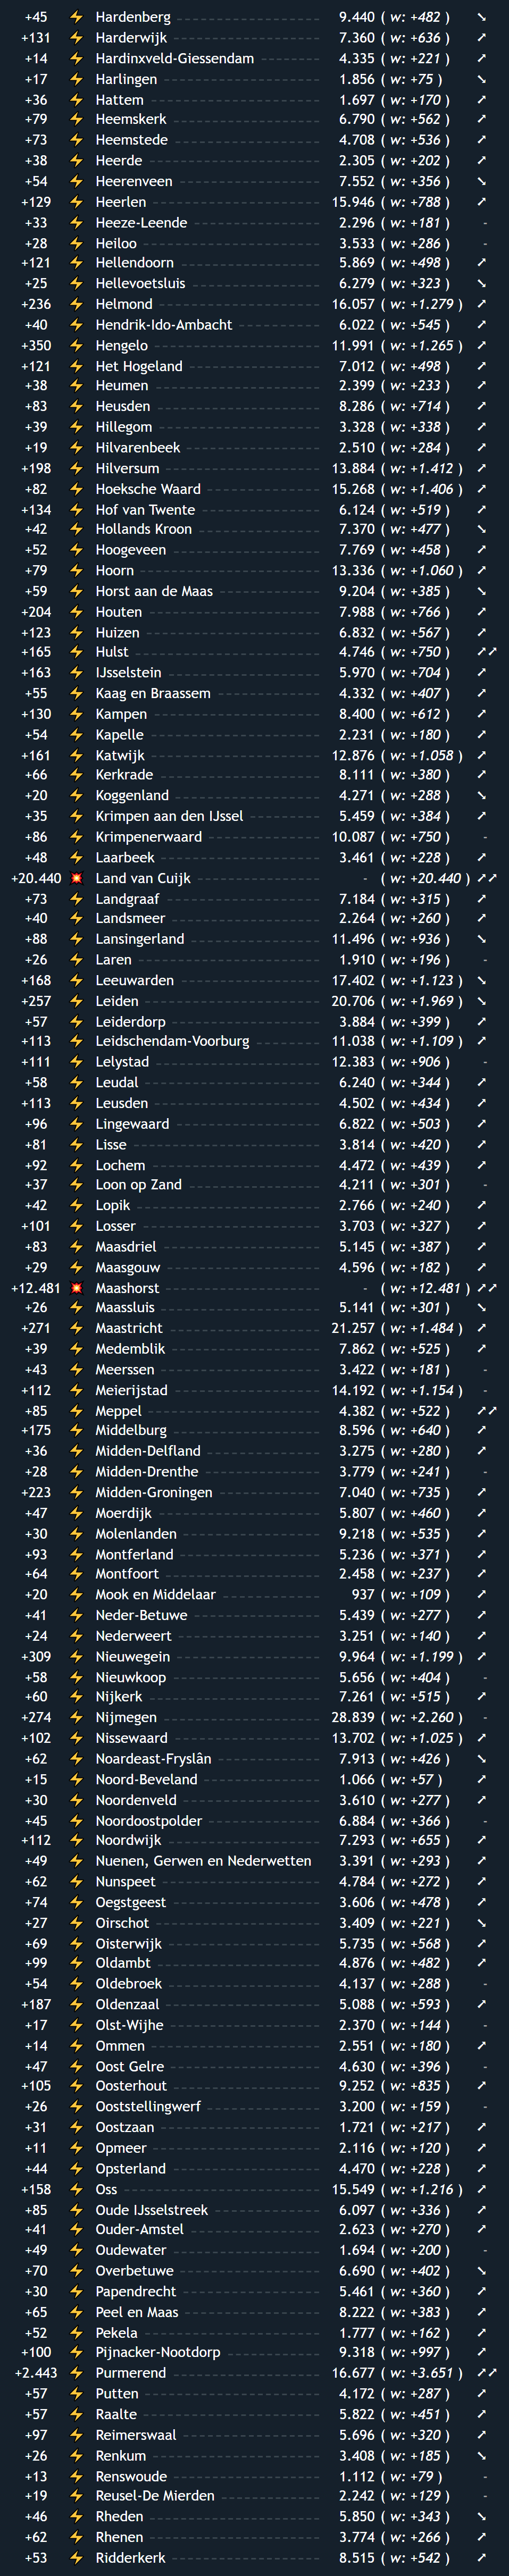 +45 ⚡ Hardenberg 9.440 ( w: +482 ) ➘
+131 ⚡ Harderwijk 7.360 ( w: +636 ) ➚
+14 ⚡ Hardinxveld-Giessendam 4.335 ( w: +221 ) ➚
+17 ⚡ Harlingen 1.856 ( w: +75 ) ➘
+36 ⚡ Hattem 1.697 ( w: +170 ) ➚
+79 ⚡ Heemskerk 6.790 ( w: +562 ) ➚
+73 ⚡ Heemstede 4.708 ( w: +536 ) ➚
+38 ⚡ Heerde 2.305 ( w: +202 ) ➚
+54 ⚡ Heerenveen 7.552 ( w: +356 ) ➘
+129 ⚡ Heerlen 15.946 ( w: +788 ) ➚
+33 ⚡ Heeze-Leende 2.296 ( w: +181 ) -
+28 ⚡ Heiloo 3.533 ( w: +286 ) -
+121 ⚡ Hellendoorn 5.869 ( w: +498 ) ➚
+25 ⚡ Hellevoetsluis 6.279 ( w: +323 ) ➘
+236 ⚡ Helmond 16.057 ( w: +1.279 ) ➚
+40 ⚡ Hendrik-Ido-Ambacht 6.022 ( w: +545 ) ➚
+350 ⚡ Hengelo 11.991 ( w: +1.265 ) ➚
+121 ⚡ Het Hogeland 7.012 ( w: +498 ) ➚
+38 ⚡ Heumen 2.399 ( w: +233 ) ➚
+83 ⚡ Heusden 8.286 ( w: +714 ) ➚
+39 ⚡ Hillegom 3.328 ( w: +338 ) ➚
+19 ⚡ Hilvarenbeek 2.510 ( w: +284 ) ➚
+198 ⚡ Hilversum 13.884 ( w: +1.412 ) ➚
+82 ⚡ Hoeksche Waard 15.268 ( w: +1.406 ) ➚
+134 ⚡ Hof van Twente 6.124 ( w: +519 ) ➚
+42 ⚡ Hollands Kroon 7.370 ( w: +477 ) ➘
+52 ⚡ Hoogeveen 7.769 ( w: +458 ) ➚
+79 ⚡ Hoorn 13.336 ( w: +1.060 ) ➚
+59 ⚡ Horst aan de Maas 9.204 ( w: +385 ) ➘
+204 ⚡ Houten 7.988 ( w: +766 ) ➚
+123 ⚡ Huizen 6.832 ( w: +567 ) ➚
+165 ⚡ Hulst 4.746 ( w: +750 ) ➚➚
+163 ⚡ IJsselstein 5.970 ( w: +704 ) ➚
+55 ⚡ Kaag en Braassem 4.332 ( w: +407 ) ➚
+130 ⚡ Kampen 8.400 ( w: +612 ) ➚
+54 ⚡ Kapelle 2.231 ( w: +180 ) ➚
+161 ⚡ Katwijk 12.876 ( w: +1.058 ) ➚
+66 ⚡ Kerkrade 8.111 ( w: +380 ) ➚
+20 ⚡ Koggenland 4.271 ( w: +288 ) ➘
+35 ⚡ Krimpen aan den IJssel 5.459 ( w: +384 ) ➚
+86 ⚡ Krimpenerwaard 10.087 ( w: +750 ) -
+48 ⚡ Laarbeek 3.461 ( w: +228 ) ➚
+20.440 💥 Land van Cuijk - ( w: +20.440 ) ➚➚
+73 ⚡ Landgraaf 7.184 ( w: +315 ) ➚
+40 ⚡ Landsmeer 2.264 ( w: +260 ) ➚
+88 ⚡ Lansingerland 11.496 ( w: +936 ) ➘
+26 ⚡ Laren 1.910 ( w: +196 ) -
+168 ⚡ Leeuwarden 17.402 ( w: +1.123 ) ➘
+257 ⚡ Leiden 20.706 ( w: +1.969 ) ➘
+57 ⚡ Leiderdorp 3.884 ( w: +399 ) ➚
+113 ⚡ Leidschendam-Voorburg 11.038 ( w: +1.109 ) ➚
+111 ⚡ Lelystad 12.383 ( w: +906 ) -
+58 ⚡ Leudal 6.240 ( w: +344 ) ➚
+113 ⚡ Leusden 4.502 ( w: +434 ) ➚
+96 ⚡ Lingewaard 6.822 ( w: +503 ) ➚
+81 ⚡ Lisse 3.814 ( w: +420 ) ➚
+92 ⚡ Lochem 4.472 ( w: +439 ) ➚
+37 ⚡ Loon op Zand 4.211 ( w: +301 ) -
+42 ⚡ Lopik 2.766 ( w: +240 ) ➚
+101 ⚡ Losser 3.703 ( w: +327 ) ➚
+83 ⚡ Maasdriel 5.145 ( w: +387 ) ➚
+29 ⚡ Maasgouw 4.596 ( w: +182 ) ➚
+12.481 💥 Maashorst - ( w: +12.481 ) ➚➚
+26 ⚡ Maassluis 5.141 ( w: +301 ) ➘
+271 ⚡ Maastricht 21.257 ( w: +1.484 ) ➚
+39 ⚡ Medemblik 7.862 ( w: +525 ) ➚
+43 ⚡ Meerssen 3.422 ( w: +181 ) -
+112 ⚡ Meierijstad 14.192 ( w: +1.154 ) -
+85 ⚡ Meppel 4.382 ( w: +522 ) ➚➚
+175 ⚡ Middelburg 8.596 ( w: +640 ) ➚
+36 ⚡ Midden-Delfland 3.275 ( w: +280 ) ➚
+28 ⚡ Midden-Drenthe 3.779 ( w: +241 ) -
+223 ⚡ Midden-Groningen 7.040 ( w: +735 ) ➚
+47 ⚡ Moerdijk 5.807 ( w: +460 ) ➚
+30 ⚡ Molenlanden 9.218 ( w: +535 ) ➚
+93 ⚡ Montferland 5.236 ( w: +371 ) ➚
+64 ⚡ Montfoort 2.458 ( w: +237 ) ➚
+20 ⚡ Mook en Middelaar 937 ( w: +109 ) ➚
+41 ⚡ Neder-Betuwe 5.439 ( w: +277 ) ➚
+24 ⚡ Nederweert 3.251 ( w: +140 ) ➚
+309 ⚡ Nieuwegein 9.964 ( w: +1.199 ) ➚
+58 ⚡ Nieuwkoop 5.656 ( w: +404 ) -
+60 ⚡ Nijkerk 7.261 ( w: +515 ) ➚
+274 ⚡ Nijmegen 28.839 ( w: +2.260 ) -
+102 ⚡ Nissewaard 13.702 ( w: +1.025 ) ➚
+62 ⚡ Noardeast-Fryslân 7.913 ( w: +426 ) ➘
+15 ⚡ Noord-Beveland 1.066 ( w: +57 ) ➚
+30 ⚡ Noordenveld 3.610 ( w: +277 ) ➚
+45 ⚡ Noordoostpolder 6.884 ( w: +366 ) -
+112 ⚡ Noordwijk 7.293 ( w: +655 ) ➚
+49 ⚡ Nuenen, Gerwen en Nederwetten 3.391 ( w: +293 ) ➚
+62 ⚡ Nunspeet 4.784 ( w: +272 ) ➚
+74 ⚡ Oegstgeest 3.606 ( w: +478 ) ➚
+27 ⚡ Oirschot 3.409 ( w: +221 ) ➘
+69 ⚡ Oisterwijk 5.735 ( w: +568 ) ➚
+99 ⚡ Oldambt 4.876 ( w: +482 ) ➚
+54 ⚡ Oldebroek 4.137 ( w: +288 ) -
+187 ⚡ Oldenzaal 5.088 ( w: +593 ) ➚
+17 ⚡ Olst-Wijhe 2.370 ( w: +144 ) -
+14 ⚡ Ommen 2.551 ( w: +180 ) ➚
+47 ⚡ Oost Gelre 4.630 ( w: +396 ) -
+105 ⚡ Oosterhout 9.252 ( w: +835 ) ➚
+26 ⚡ Ooststellingwerf 3.200 ( w: +159 ) -
+31 ⚡ Oostzaan 1.721 ( w: +217 ) ➚
+11 ⚡ Opmeer 2.116 ( w: +120 ) ➚
+44 ⚡ Opsterland 4.470 ( w: +228 ) ➚
+158 ⚡ Oss 15.549 ( w: +1.216 ) ➚
+85 ⚡ Oude IJsselstreek 6.097 ( w: +336 ) ➚
+41 ⚡ Ouder-Amstel 2.623 ( w: +270 ) ➚
+49 ⚡ Oudewater 1.694 ( w: +200 ) -
+70 ⚡ Overbetuwe 6.690 ( w: +402 ) ➘
+30 ⚡ Papendrecht 5.461 ( w: +360 ) ➚
+65 ⚡ Peel en Maas 8.222 ( w: +383 ) ➚
+52 ⚡ Pekela 1.777 ( w: +162 ) ➚
+100 ⚡ Pijnacker-Nootdorp 9.318 ( w: +997 ) ➚
+2.443 ⚡ Purmerend 16.677 ( w: +3.651 ) ➚➚
+57 ⚡ Putten 4.172 ( w: +287 ) ➚
+57 ⚡ Raalte 5.822 ( w: +451 ) ➚
+97 ⚡ Reimerswaal 5.696 ( w: +320 ) ➚
+26 ⚡ Renkum 3.408 ( w: +185 ) ➘
+13 ⚡ Renswoude 1.112 ( w: +79 ) -
+19 ⚡ Reusel-De Mierden 2.242 ( w: +129 ) -
+46 ⚡ Rheden 5.850 ( w: +343 ) ➘
+62 ⚡ Rhenen 3.774 ( w: +266 ) ➚
+53 ⚡ Ridderkerk 8.515 ( w: +542 ) ➚